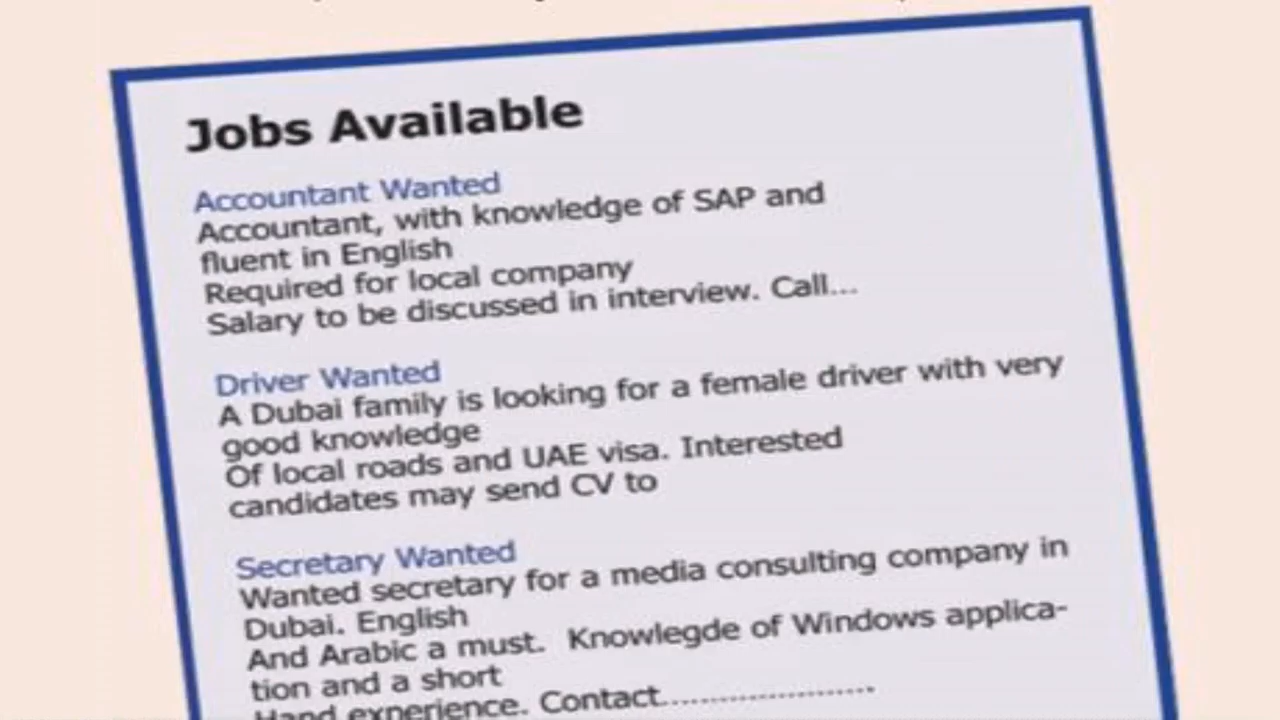 Jobs Available
Accountant Wanted
Accountant, with knowledge of SAP and
fluent in English
Required for local company
Salary to be discussed in interview. Call...
Driver Wanted
A Dubai family is looking for a female driver with very
good knowledge
Of local roads and UAE visa. Interested
candidates may send CV to
Secretary Wanted
Wanted secretary for a media consulting company in
Dubai. English
And Arabic a must. Knowlegde of Windows applica-
tion and a short
Hand experience. Contact......................